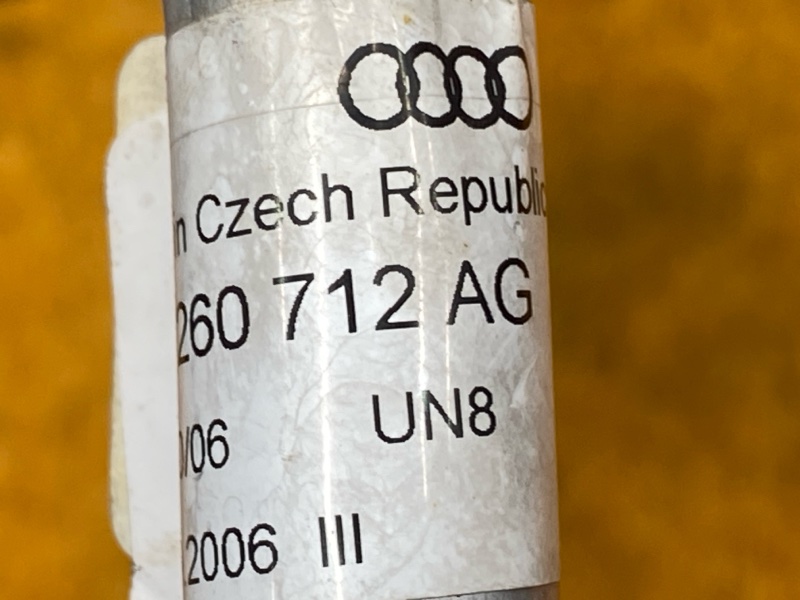 n Czech Republic
260 712 AG
/06 UN8
2006 III